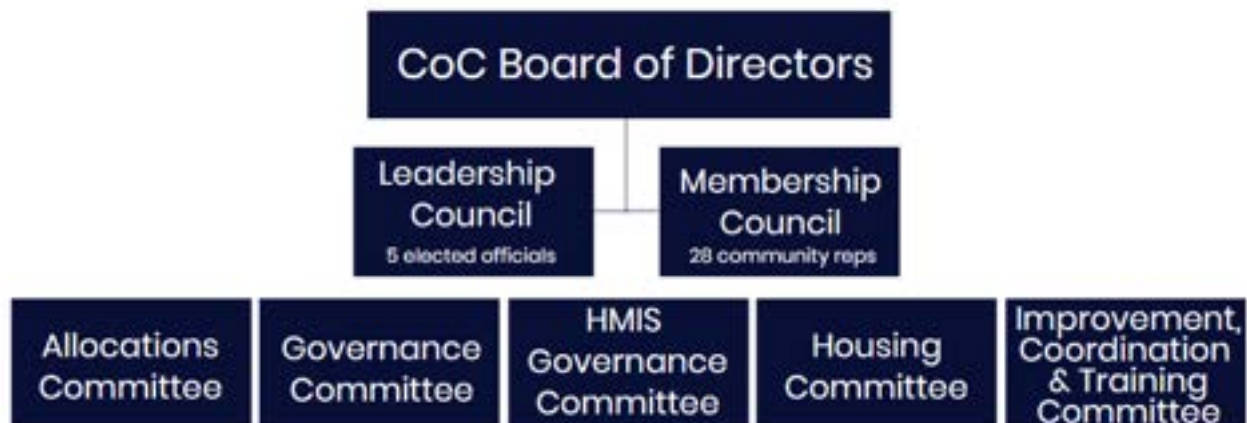 CoC Board of Directors
Leadership
Council
5 elected officials
Membership
Council
28 community reps
Allocations
Committee
Governance
Committee
HMIS
Governance
Committee
Housing
Committee
Improvement,
Coordination
& Training
Committee